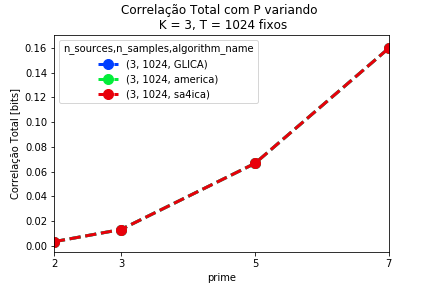 Correlação Total com P variando
K = 3, T = 1024 fixos
n_sources,n_samples,algorithm_name
(3, 1024, GLICA)
(3, 1024, america)
(3, 1024, sa4ica)
Correlação Total [bits]
0.16
0.14
0.12
0.10
0.08
0.06
0.04
0.02
0.00
2
3
5
7
prime